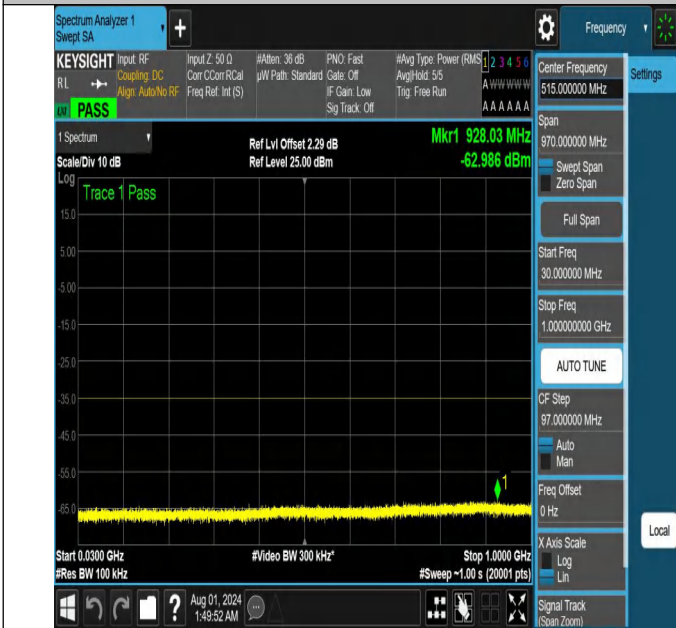 Spectrum Analyzer 1
Swept SA
+
Frequency
KEYSIGHT
RL
Input: RF
Coupling: DC
Align: Auto/No RF
Input Z: 50 Ω
Corr CCorr RCal
Freq Ref: Int (S)
#Atten: 36 dB
µW Path: Standard
PNO: Fast
Gate: Off
IF Gain: Low
Sig Track: Off
#Avg Type: Power (RMS
Avg|Hold: 5/5
Trig: Free Run
1 2 3 4 5 6
A W W W W W
A A A A A A
PASS
1 Spectrum
Scale/Div 10 dB
Log
Ref Lvl Offset 2.29 dB
Ref Level 25.00 dBm
Mkr1 928.03 MHz
-62.986 dBm
Trace 1 Pass
15.0
5.00
-5.00
-15.0
-25.0
-35.0
-45.0
-55.0
-65.0
1
Start 0.0300 GHz
#Res BW 100 kHz
#Video BW 300 kHz*
Stop 1.0000 GHz
#Sweep ~1.00 s (20001 pts)
Aug 01, 2024
1:49:52 AM
?
Center Frequency
515.000000 MHz
Span
970.000000 MHz
Swept Span
Zero Span
Full Span
Start Freq
30.000000 MHz
Stop Freq
1.000000000 GHz
AUTO TUNE
CF Step
97.000000 MHz
Auto
Man
Freq Offset
0 Hz
X Axis Scale
Log
Lin
Signal Track
(Span Zoom)
Settings
Local